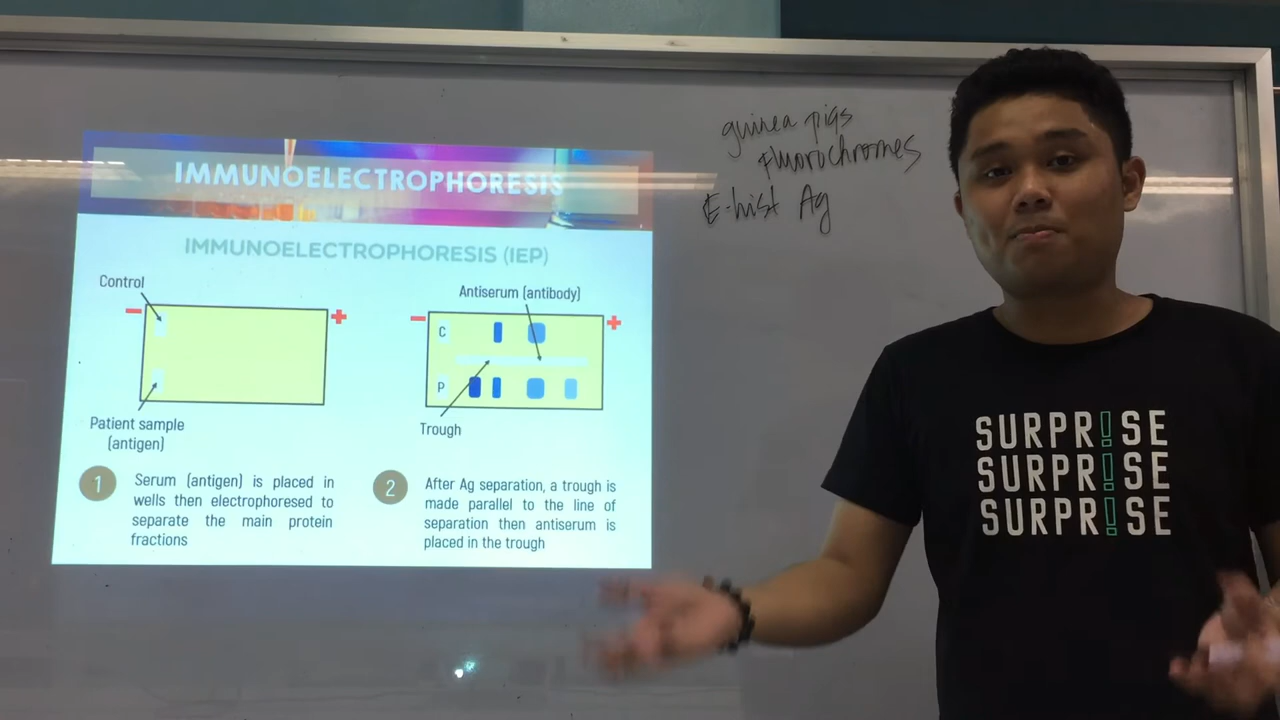 IMMUNOELECTROPHORESIS
IMMUNOELECTROPHORESIS (IEP)
Control
− +
Patient sample
(antigen)
Antiserum (antibody)
− +
C
P
Trough
1
Serum (antigen) is placed in
wells then electrophoresed to
separate the main protein
fractions
2
After Ag separation, a trough is
made parallel to the line of
separation then antiserum is
placed in the trough
guinea pigs
Fluorochromes
E-hist Ag
SURPR!SE
SURPR!SE
SURPR!SE